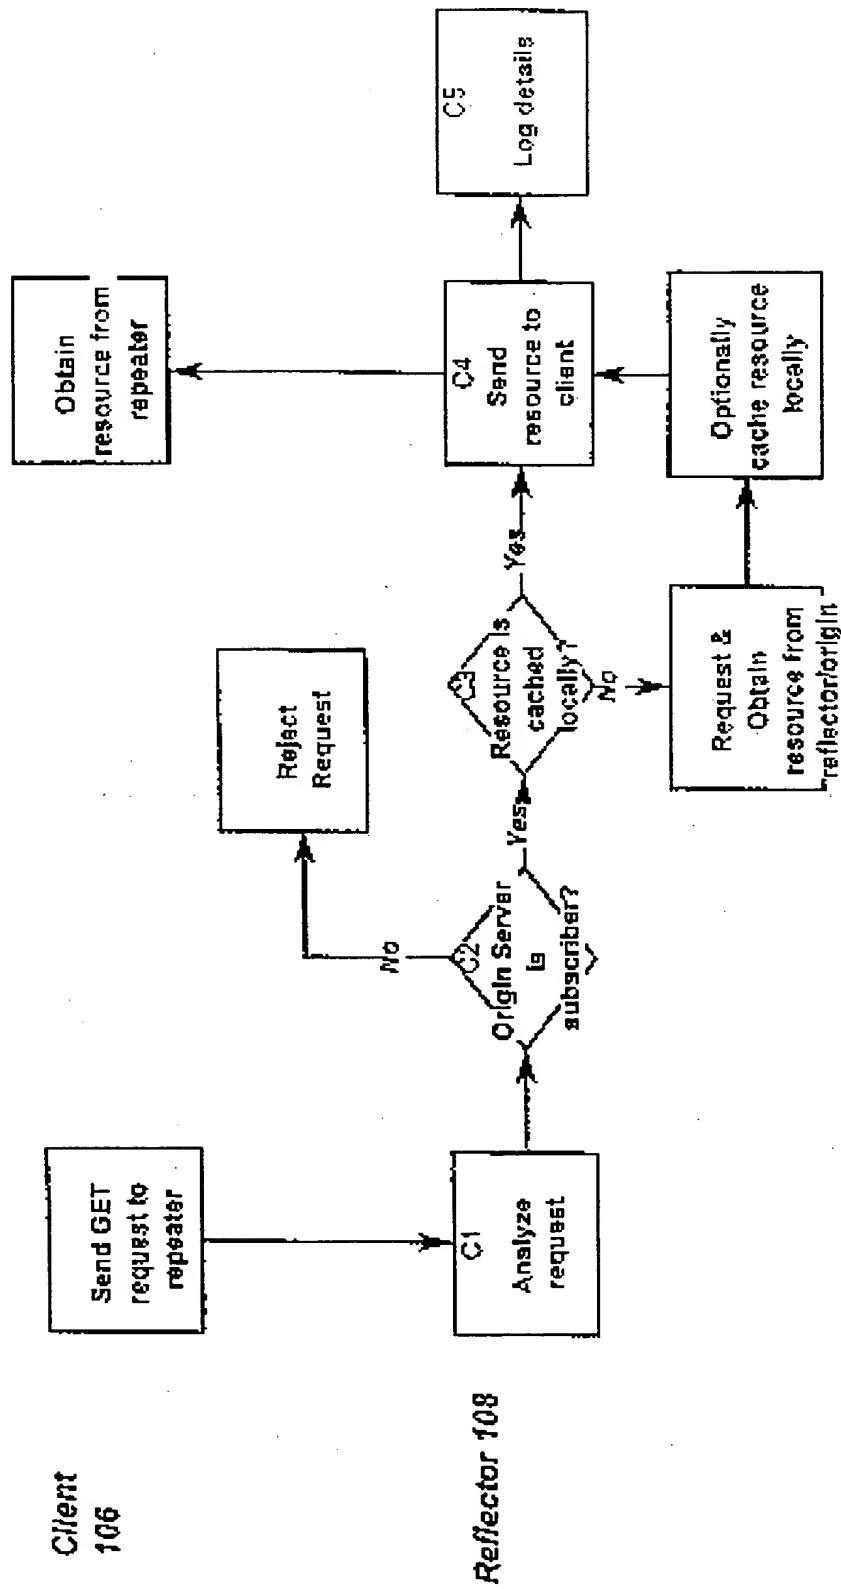 Client
106
Send GET
request to
repeater
Obtain
resource from
repeater
Reject
Request
Reflector 108
C1
Analyze
request
C2
Origin Server
is
subscriber?
No
Yes
C3
Resource is
cached
locally?
Yes
No
C4
Send
resource to
client
C5
Log details
Request &
Obtain
resource from
reflector/origin
Optionally
cache resource
locally